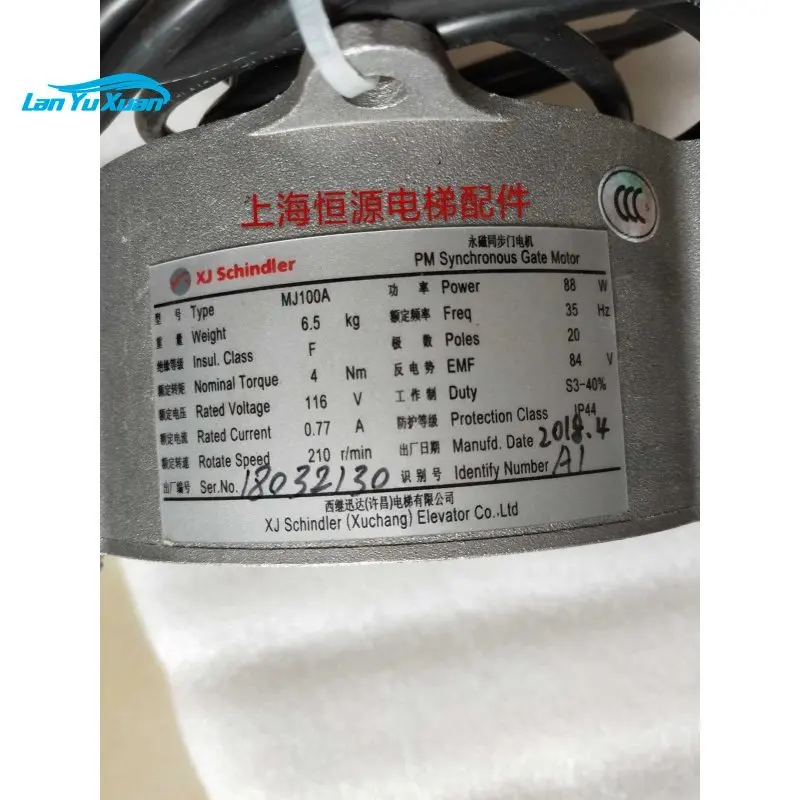 Lan Yu Xuan
上海恒源电梯配件
XJ Schindler
永磁同步门电机
PM Synchronous Gate Motor
型号 Type MJ100A 功率 Power 88 W
重量 Weight 6.5 kg 额定频率 Freq 35 Hz
绝缘等级 Insul. Class F 极数 Poles 20
额定转矩 Nominal Torque 4 Nm 反电势 EMF 84 V
额定电压 Rated Voltage 116 V 工作制 Duty S3-40%
额定电流 Rated Current 0.77 A 防护等级 Protection Class IP44
额定转速 Rotate Speed 210 r/min 出厂日期 Manufd. Date 2018.4
出厂编号 Ser.No. 18032130 识别号 Identify Number A1
西继迅达(许昌)电梯有限公司
XJ Schindler (Xuchang) Elevator Co.,Ltd